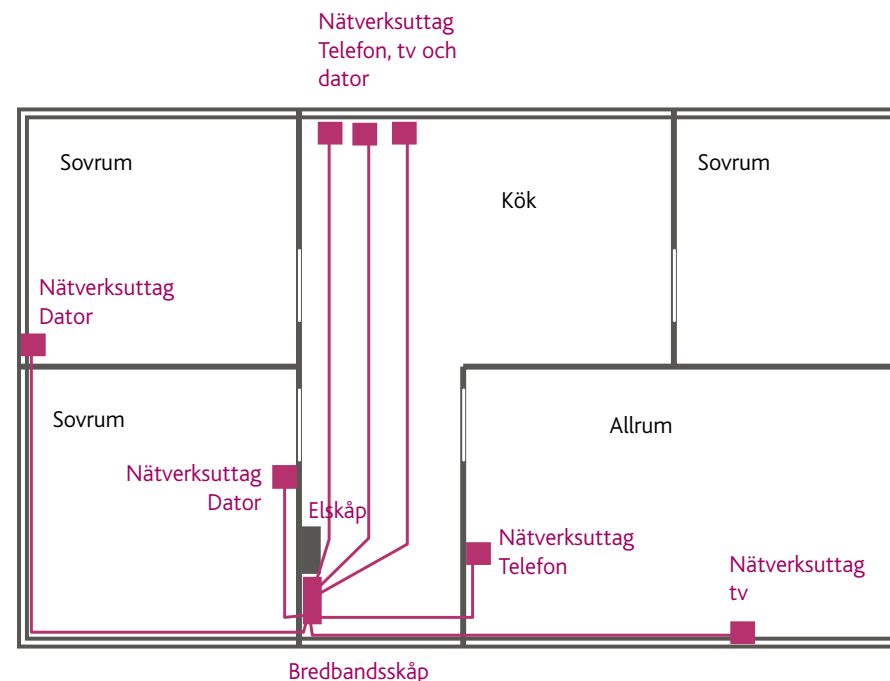 Nätverksuttag
Telefon, tv och
dator
Sovrum
Kök
Sovrum
Nätverksuttag
Dator
Sovrum
Allrum
Nätverksuttag
Dator
Elskåp
Nätverksuttag
Telefon
Nätverksuttag
tv
Bredbandsskåp